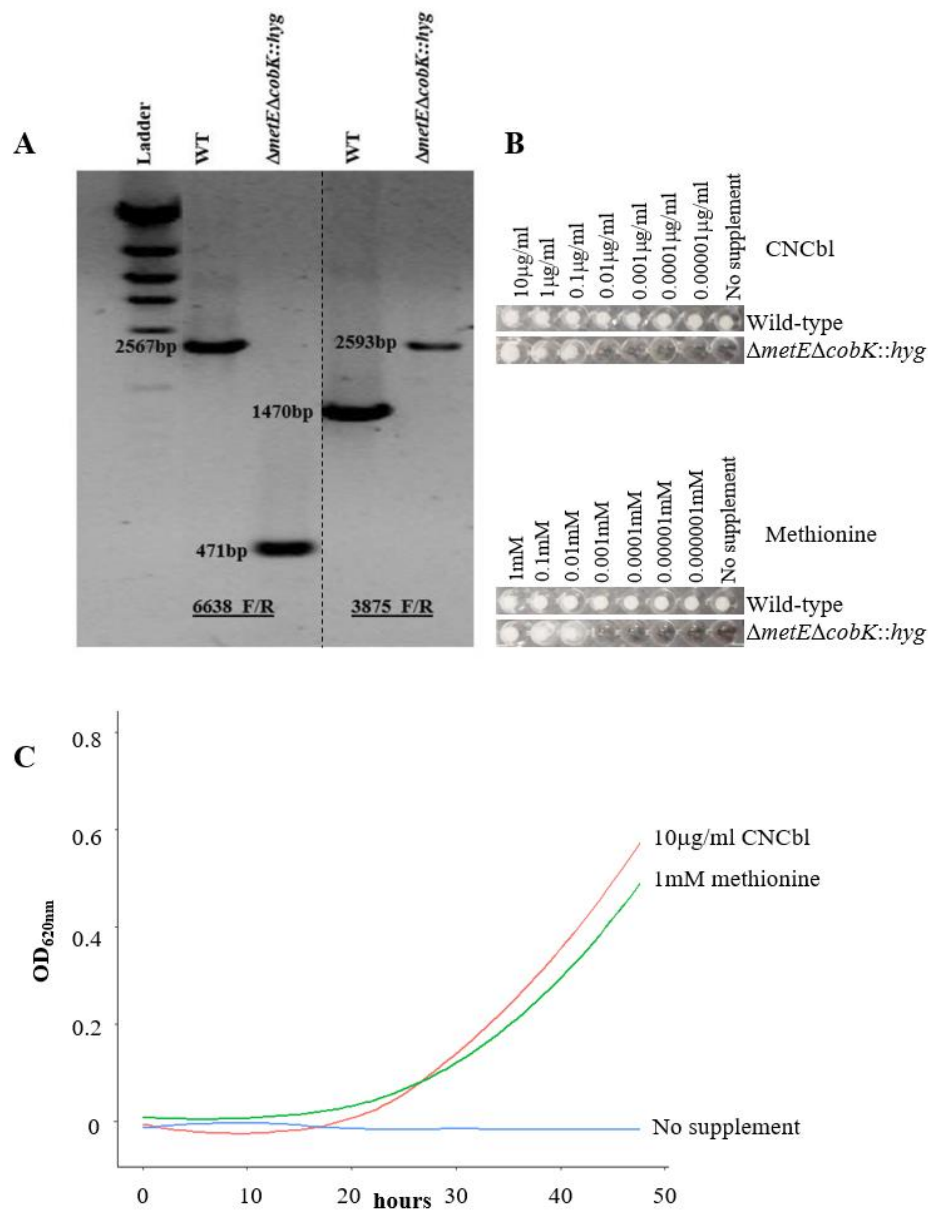 A
Ladder
WT
ΔmetEΔcobK::hyg
WT
ΔmetEΔcobK::hyg
2567bp
2593bp
1470bp
471bp
6638 F/R
3875 F/R
B
10µg/ml
1µg/ml
0.1µg/ml
0.01µg/ml
0.001µg/ml
0.0001µg/ml
0.00001µg/ml
No supplement
CNCbl
Wild-type
ΔmetEΔcobK::hyg
1mM
0.1mM
0.01mM
0.001mM
0.0001mM
0.00001mM
0.000001mM
No supplement
Methionine
Wild-type
ΔmetEΔcobK::hyg
C
0.8
0.6
0.4
0.2
0
OD620nm
10µg/ml CNCbl
1mM methionine
No supplement
0
10
20
30
40
50
hours